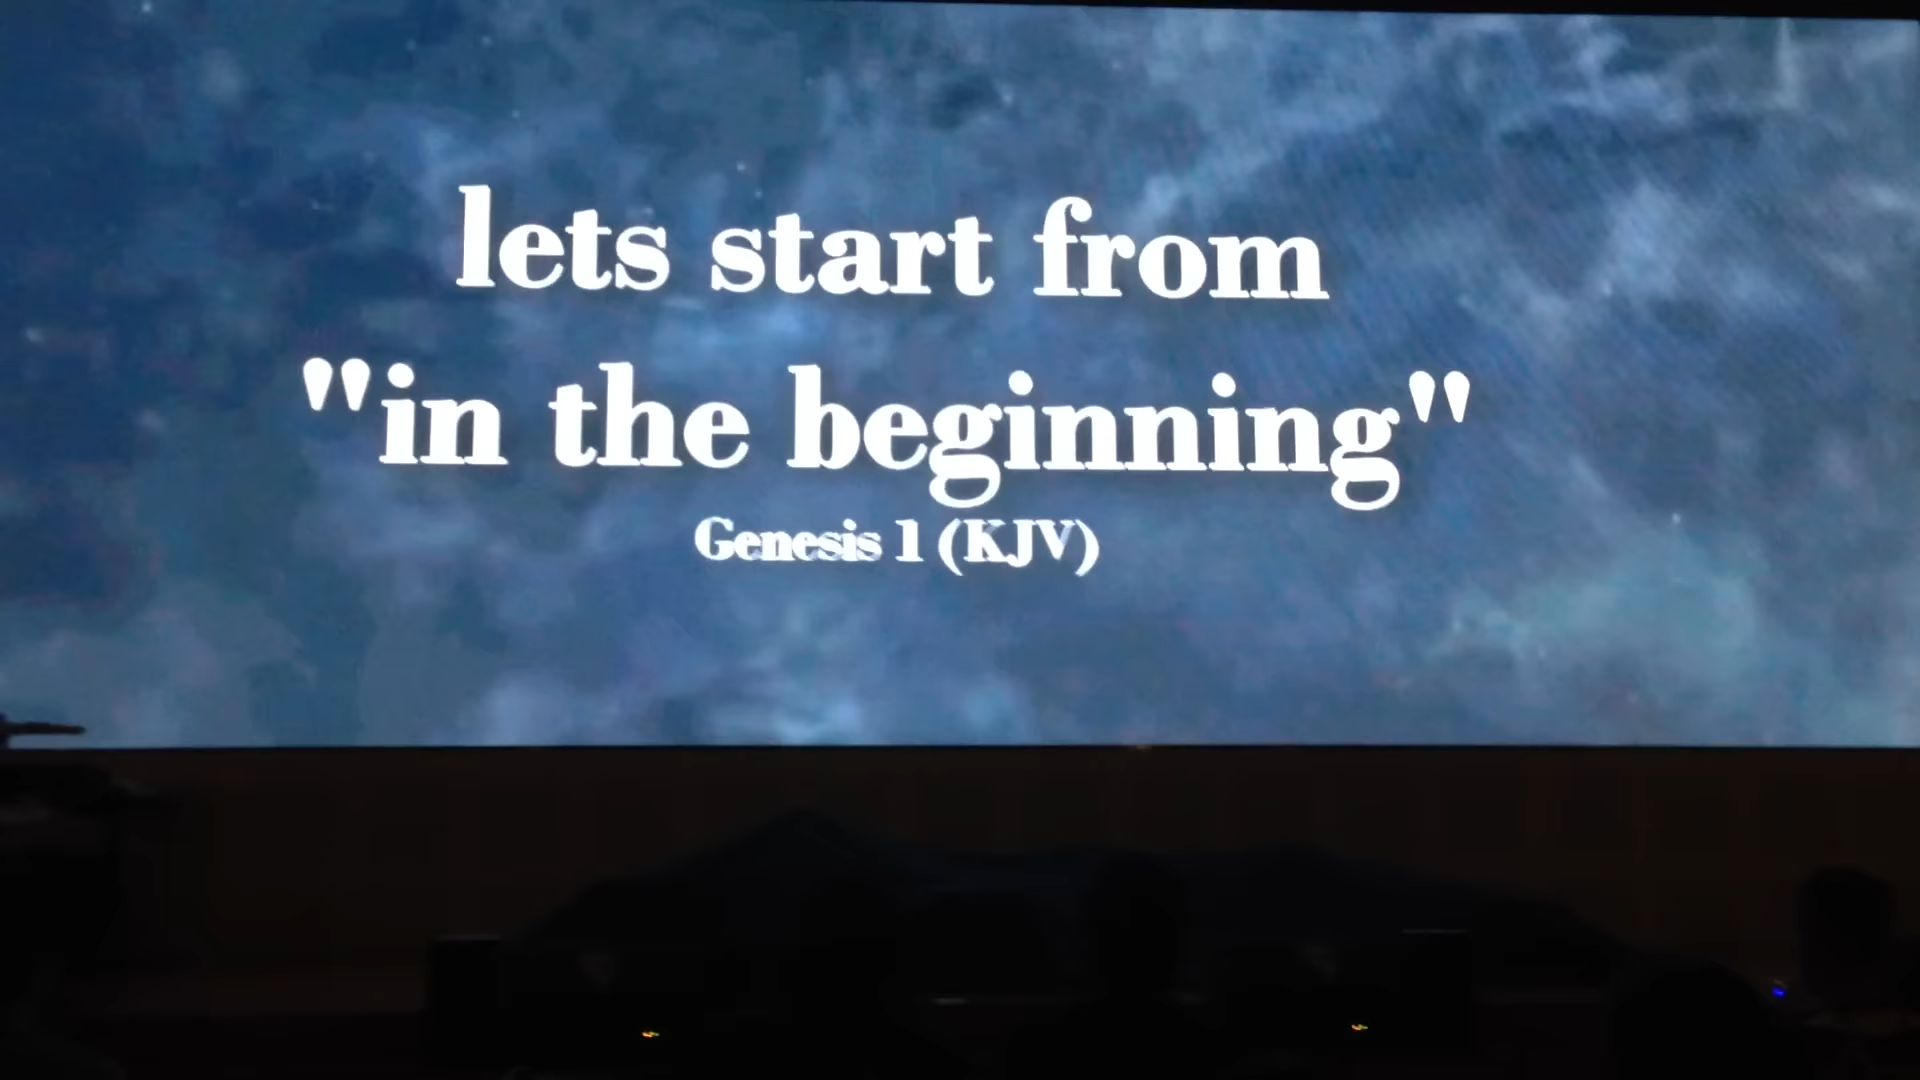 lets start from
"in the beginning"
Genesis 1 (KJV)